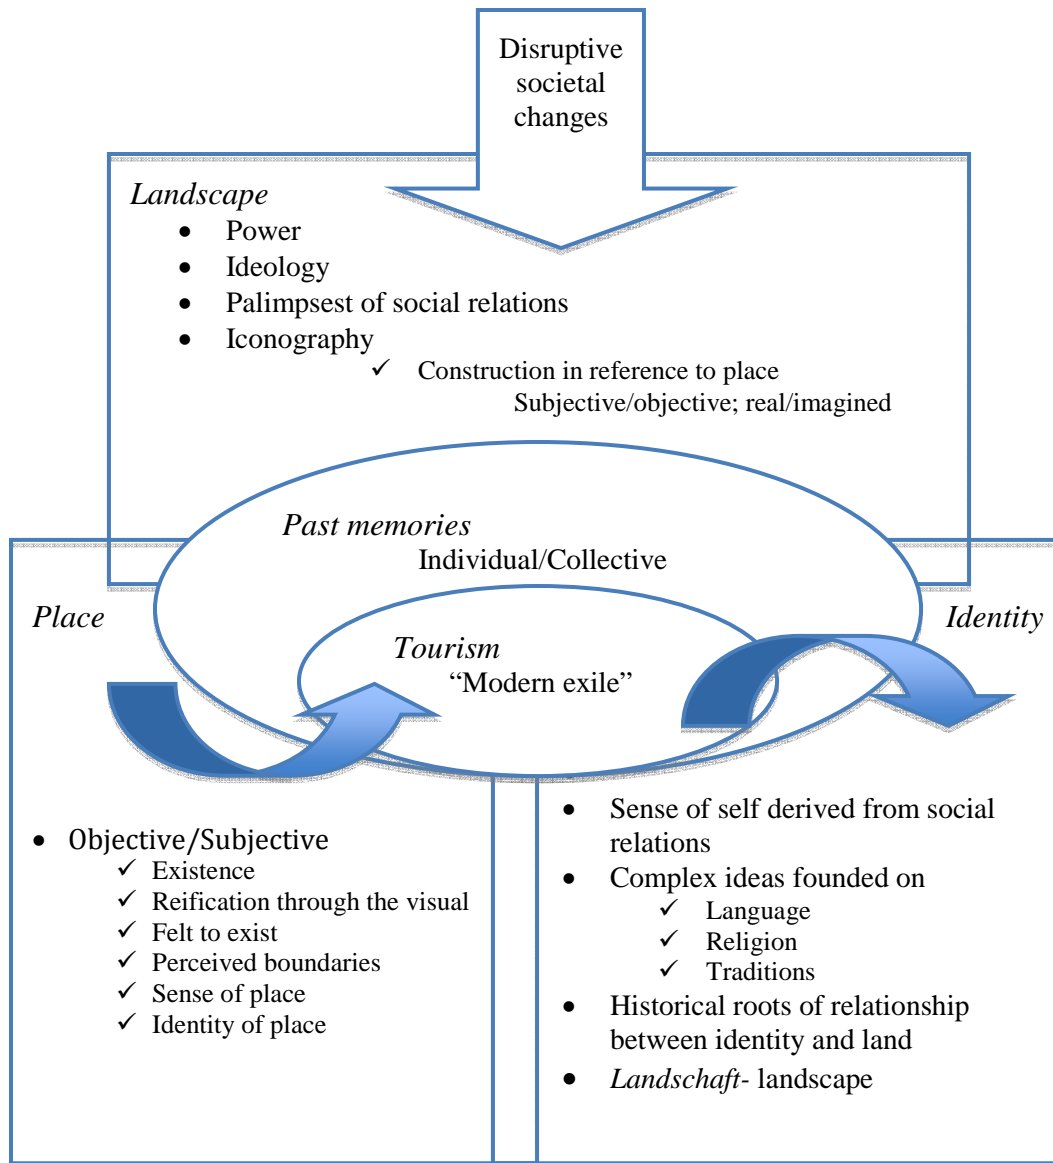 Disruptive
societal
changes
Landscape
• Power
• Ideology
• Palimpsest of social relations
• Iconography
✓ Construction in reference to place
Subjective/objective; real/imagined
Past memories
Individual/Collective
Place
Identity
Tourism
“Modern exile”
• Objective/Subjective
✓ Existence
✓ Reification through the visual
✓ Felt to exist
✓ Perceived boundaries
✓ Sense of place
✓ Identity of place
• Sense of self derived from social
relations
• Complex ideas founded on
✓ Language
✓ Religion
✓ Traditions
• Historical roots of relationship
between identity and land
• Landschaft- landscape